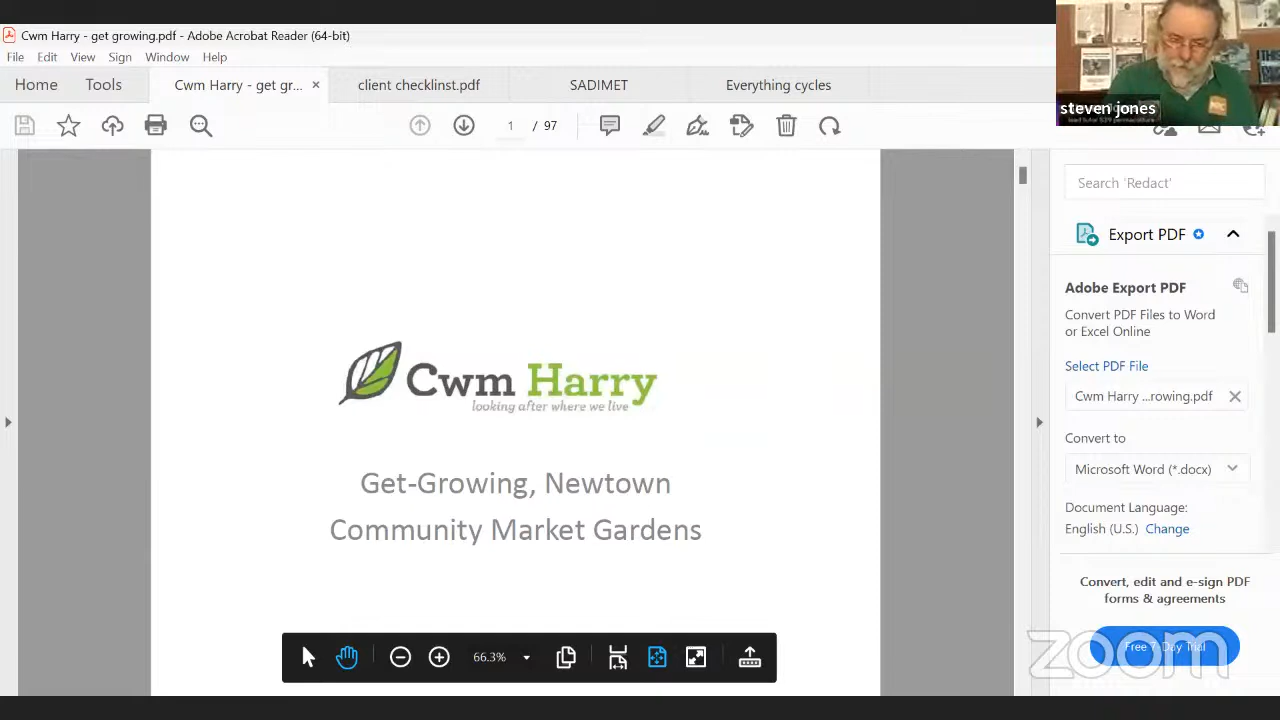 Cwm Harry - get growing.pdf - Adobe Acrobat Reader (64-bit)
File Edit View Sign Window Help
Home Tools Cwm Harry - get gr... × client checklinst.pdf SADIMET Everything cycles
steven jones
1 / 97
Search 'Redact'
Export PDF
Adobe Export PDF
Convert PDF Files to Word
or Excel Online
Select PDF File
Cwm Harry ...rowing.pdf
Convert to
Microsoft Word (*.docx)
Document Language:
English (U.S.) Change
Convert, edit and e-sign PDF
forms & agreements
Free 7-Day Trial
zoom
Cwm Harry
looking after where we live
Get-Growing, Newtown
Community Market Gardens
66.3%